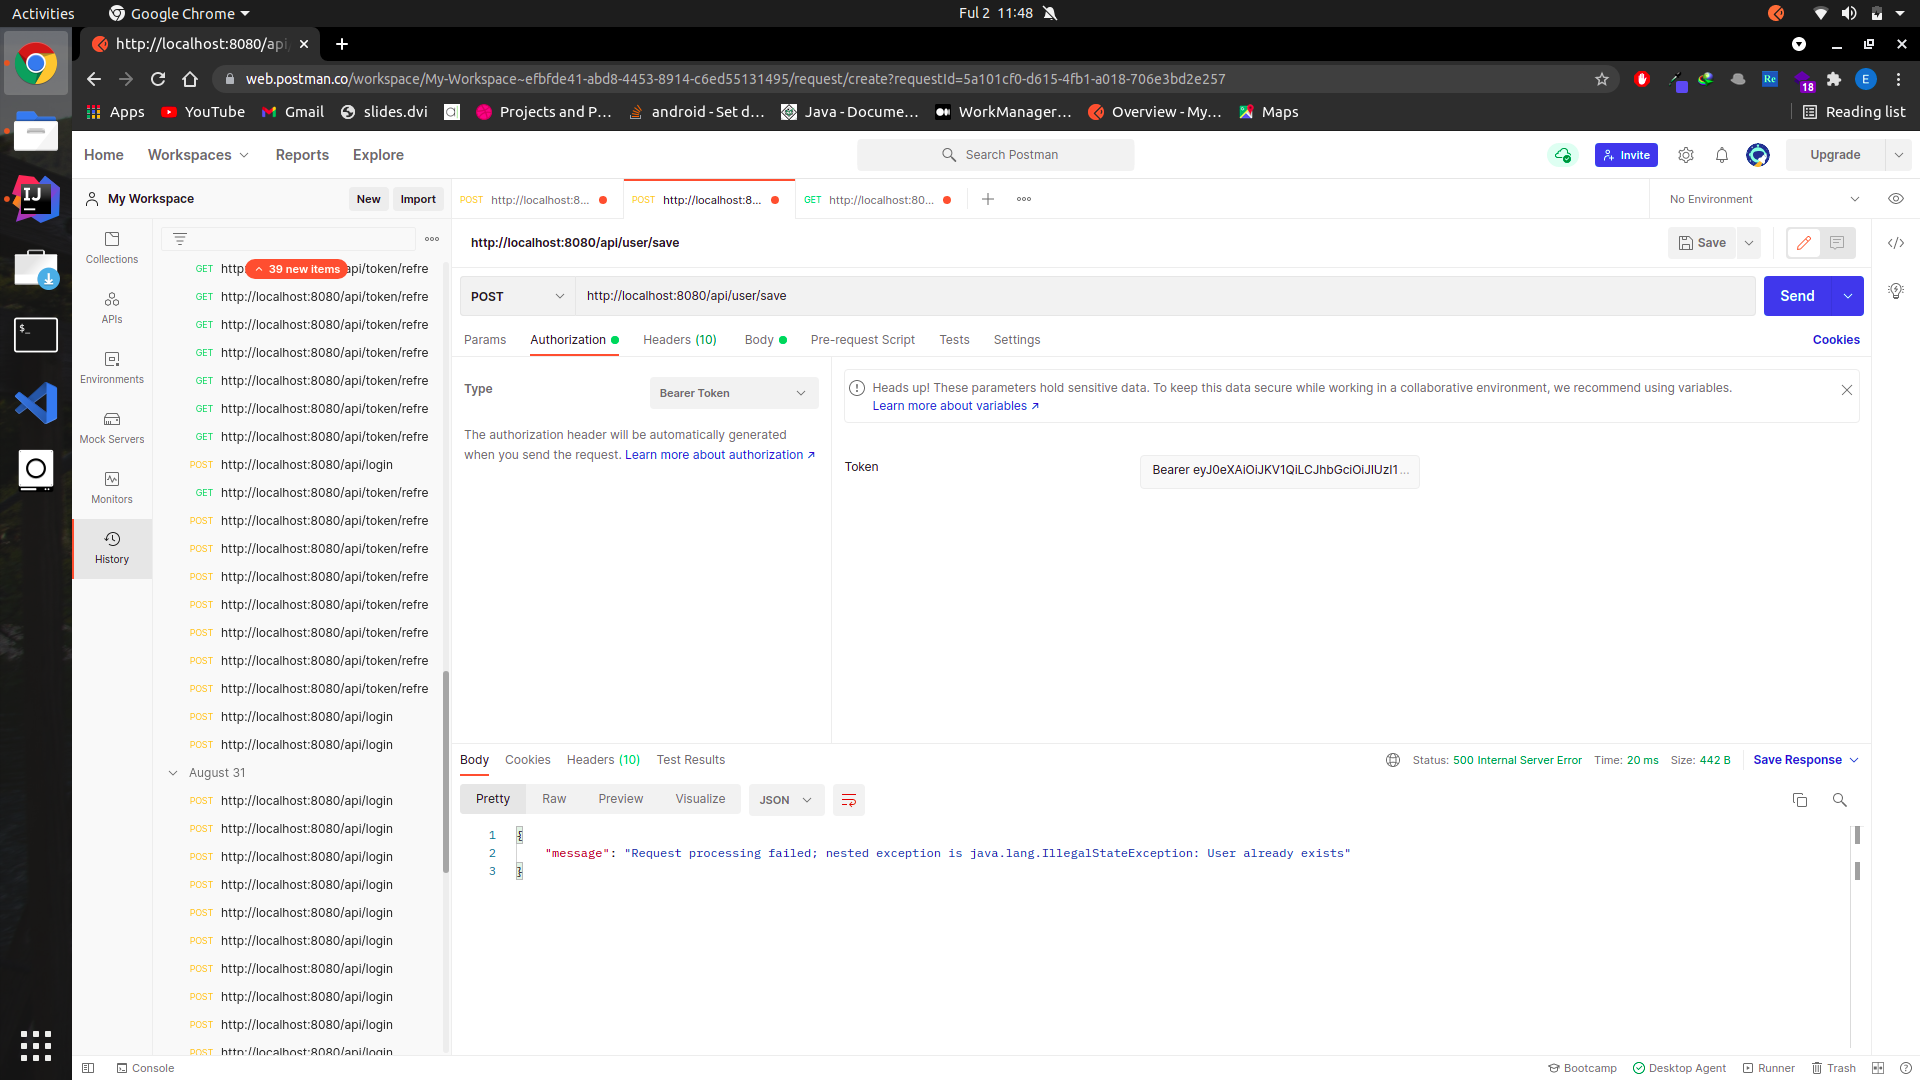 Activities
Google Chrome
Ful 2 11:48
http://localhost:8080/api
web.postman.co/workspace/My-Workspace~efbfde41-abd8-4453-8914-c6ed55131495/request/create?requestId=5a101cf0-d615-4fb1-a018-706e3bd2e257
Re
18
E
Apps
YouTube
Gmail
slides.dvi
Projects and P...
android - Set d...
Java - Docume...
WorkManager...
Overview - My...
Maps
Reading list
Home
Workspaces
Reports
Explore
Search Postman
Invite
Upgrade
My Workspace
New
Import
POST http://localhost:8...
POST http://localhost:8...
GET http://localhost:80...
No Environment
Collections
APIs
Environments
Mock Servers
Monitors
History
39 new items
GET http: api/token/refre
GET http://localhost:8080/api/token/refre
GET http://localhost:8080/api/token/refre
GET http://localhost:8080/api/token/refre
GET http://localhost:8080/api/token/refre
GET http://localhost:8080/api/token/refre
GET http://localhost:8080/api/token/refre
POST http://localhost:8080/api/login
GET http://localhost:8080/api/token/refre
POST http://localhost:8080/api/token/refre
POST http://localhost:8080/api/token/refre
POST http://localhost:8080/api/token/refre
POST http://localhost:8080/api/token/refre
POST http://localhost:8080/api/token/refre
POST http://localhost:8080/api/token/refre
POST http://localhost:8080/api/token/refre
POST http://localhost:8080/api/login
POST http://localhost:8080/api/login
August 31
POST http://localhost:8080/api/login
POST http://localhost:8080/api/login
POST http://localhost:8080/api/login
POST http://localhost:8080/api/login
POST http://localhost:8080/api/login
POST http://localhost:8080/api/login
POST http://localhost:8080/api/login
POST http://localhost:8080/api/login
POST http://localhost:8080/api/login
POST http://localhost:8080/api/login
http://localhost:8080/api/user/save
Save
POST
http://localhost:8080/api/user/save
Send
Params
Authorization
Headers (10)
Body
Pre-request Script
Tests
Settings
Cookies
Type
Bearer Token
The authorization header will be automatically generated
when you send the request. Learn more about authorization ↗
Heads up! These parameters hold sensitive data. To keep this data secure while working in a collaborative environment, we recommend using variables.
Learn more about variables ↗
Token
Bearer eyJ0eXAiOiJKV1QiLCJhbGciOiJIUzI1...
Body
Cookies
Headers (10)
Test Results
Status: 500 Internal Server Error
Time: 20 ms
Size: 442 B
Save Response
Pretty
Raw
Preview
Visualize
JSON
1 {
2 "message": "Request processing failed; nested exception is java.lang.IllegalStateException: User already exists"
3 }
Console
Bootcamp
Desktop Agent
Runner
Trash